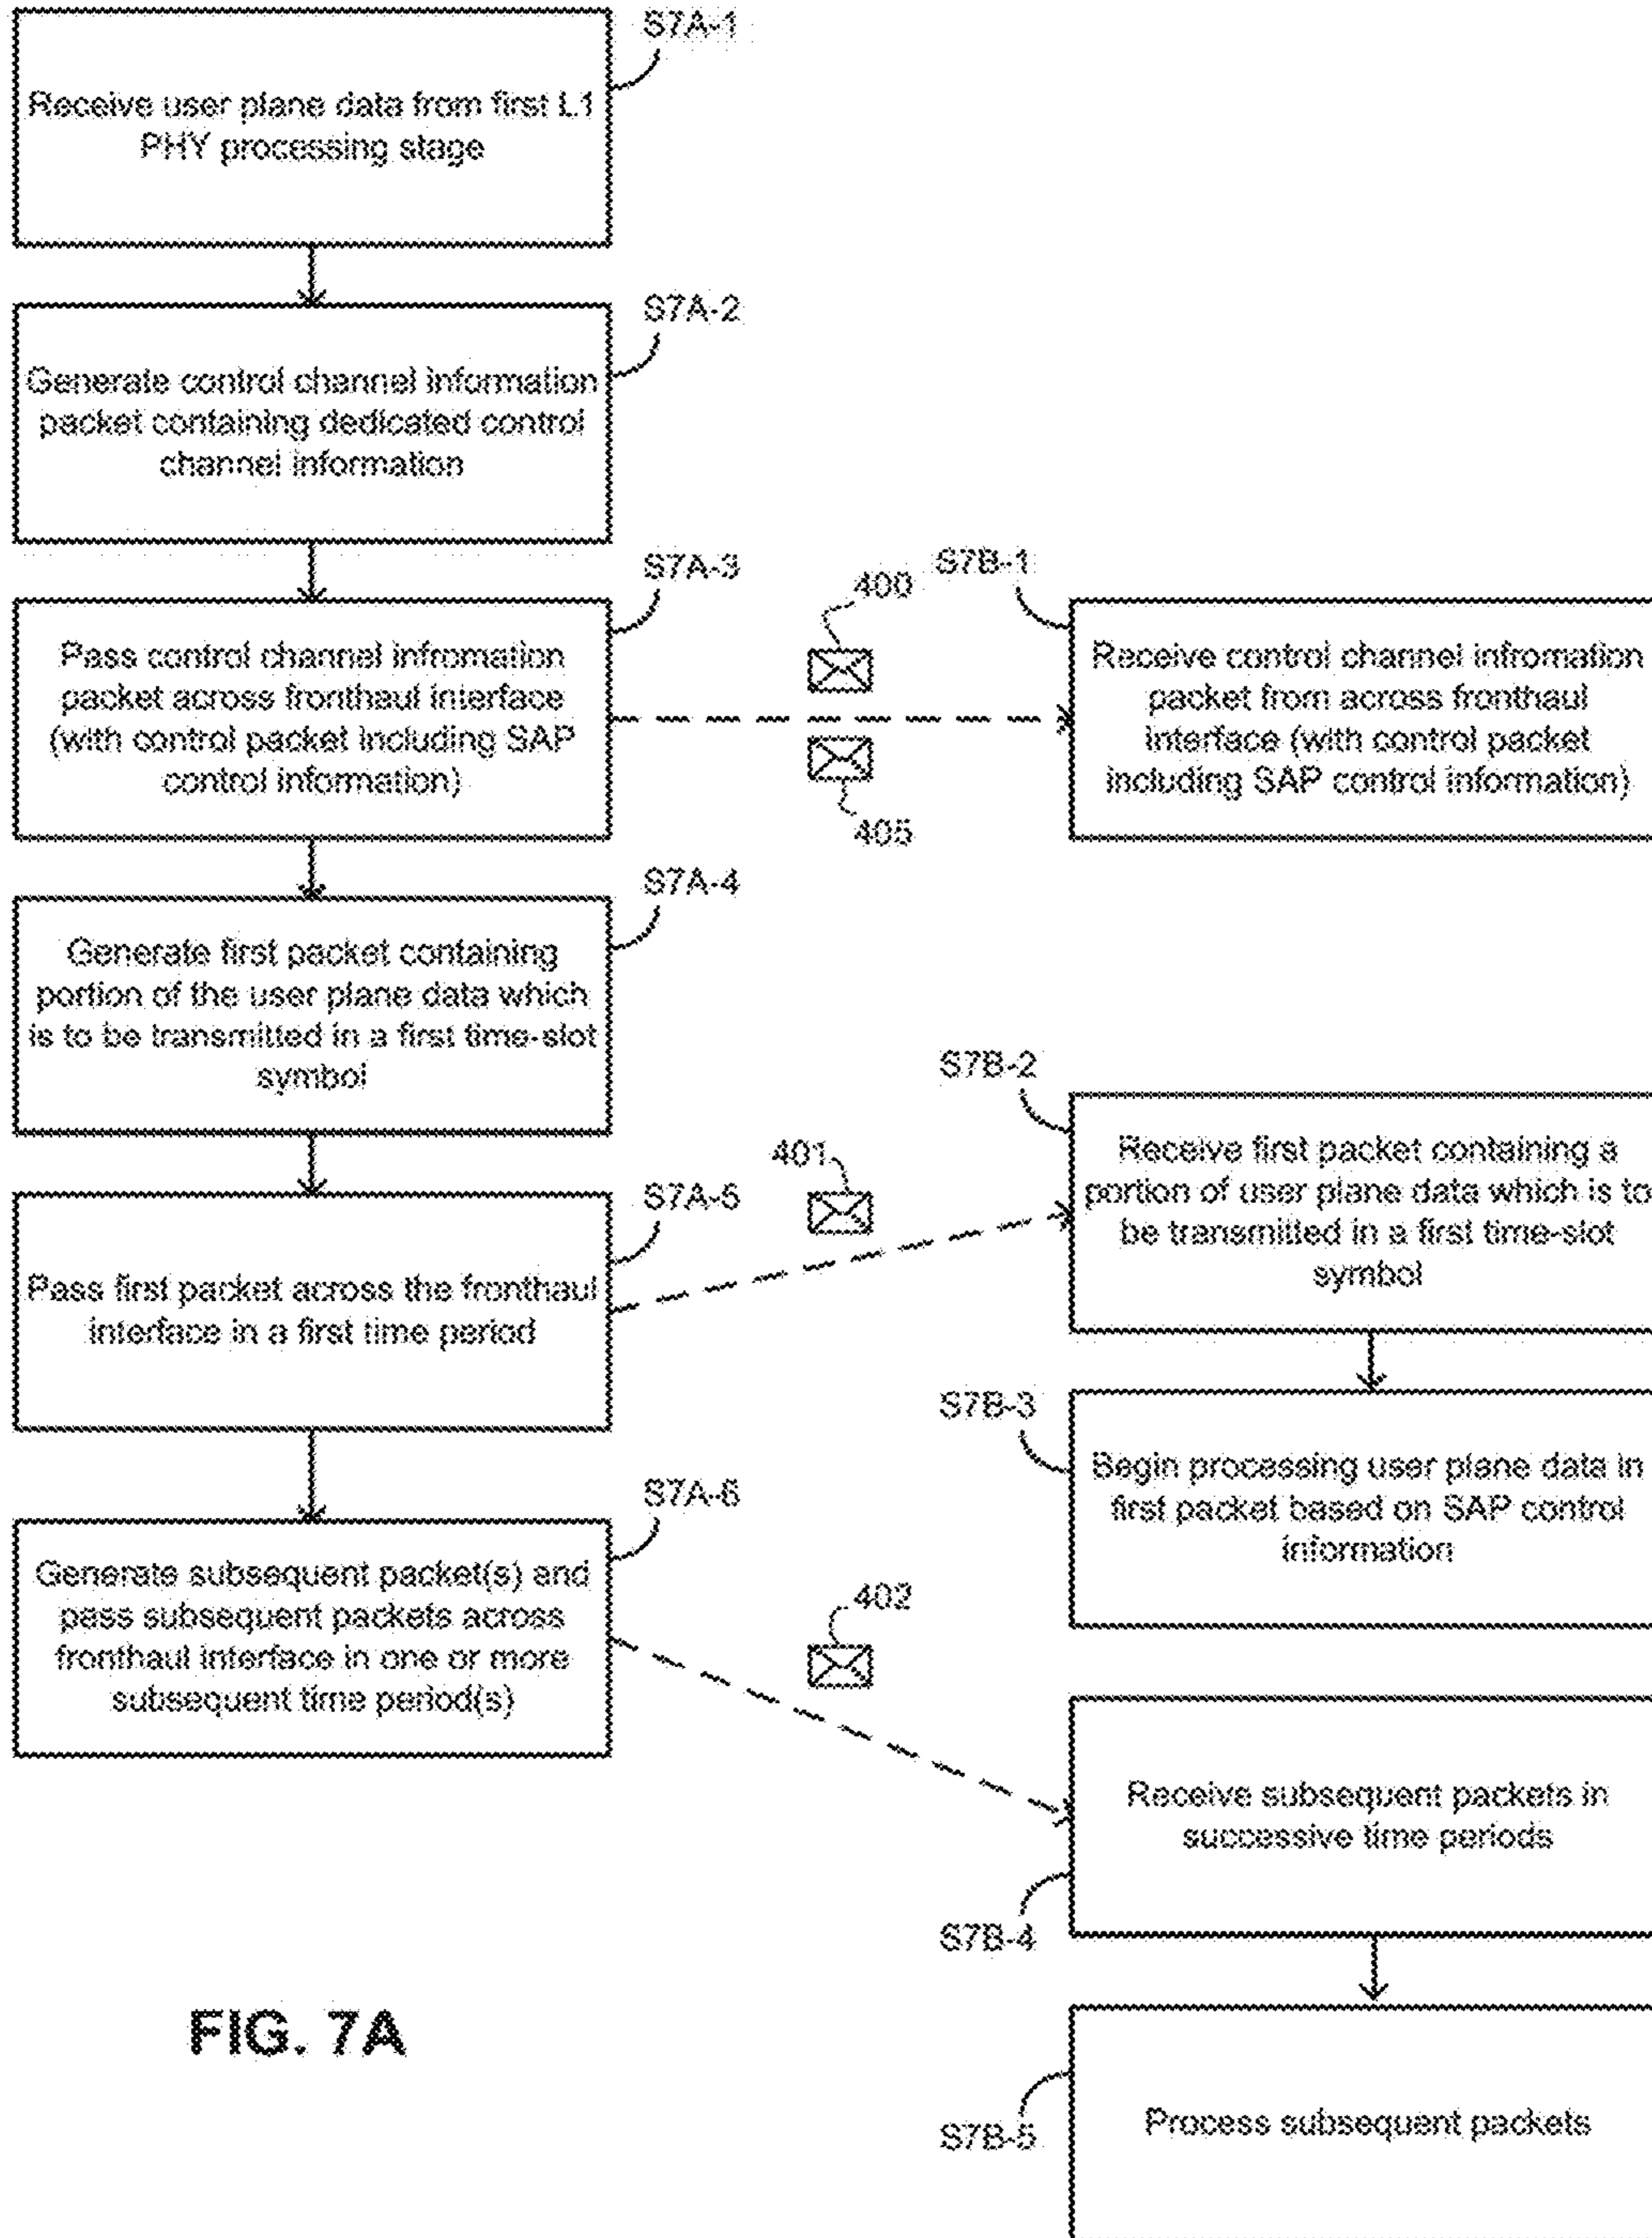 S7A-1
Receive user plane data from first L1
PHY processing stage
S7A-2
Generate control channel information
packet containing dedicated control
channel information
S7A-3
Pass control channel infromation
packet across fronthaul interface
(with control packet including SAP
control information)
400
405
S7B-1
Receive control channel infromation
packet from across fronthaul
interface (with control packet
including SAP control information)
S7A-4
Generate first packet containing
portion of the user plane data which
is to be transmitted in a first time-slot
symbol
S7A-5
Pass first packet across the fronthaul
interface in a first time period
401
S7B-2
Receive first packet containing a
portion of user plane data which is to
be transmitted in a first time-slot
symbol
S7B-3
Begin processing user plane data in
first packet based on SAP control
information
S7A-6
Generate subsequent packet(s) and
pass subsequent packets across
fronthaul interface in one or more
subsequent time period(s)
402
Receive subsequent packets in
successive time periods
S7B-4
S7B-5
Process subsequent packets
FIG. 7A